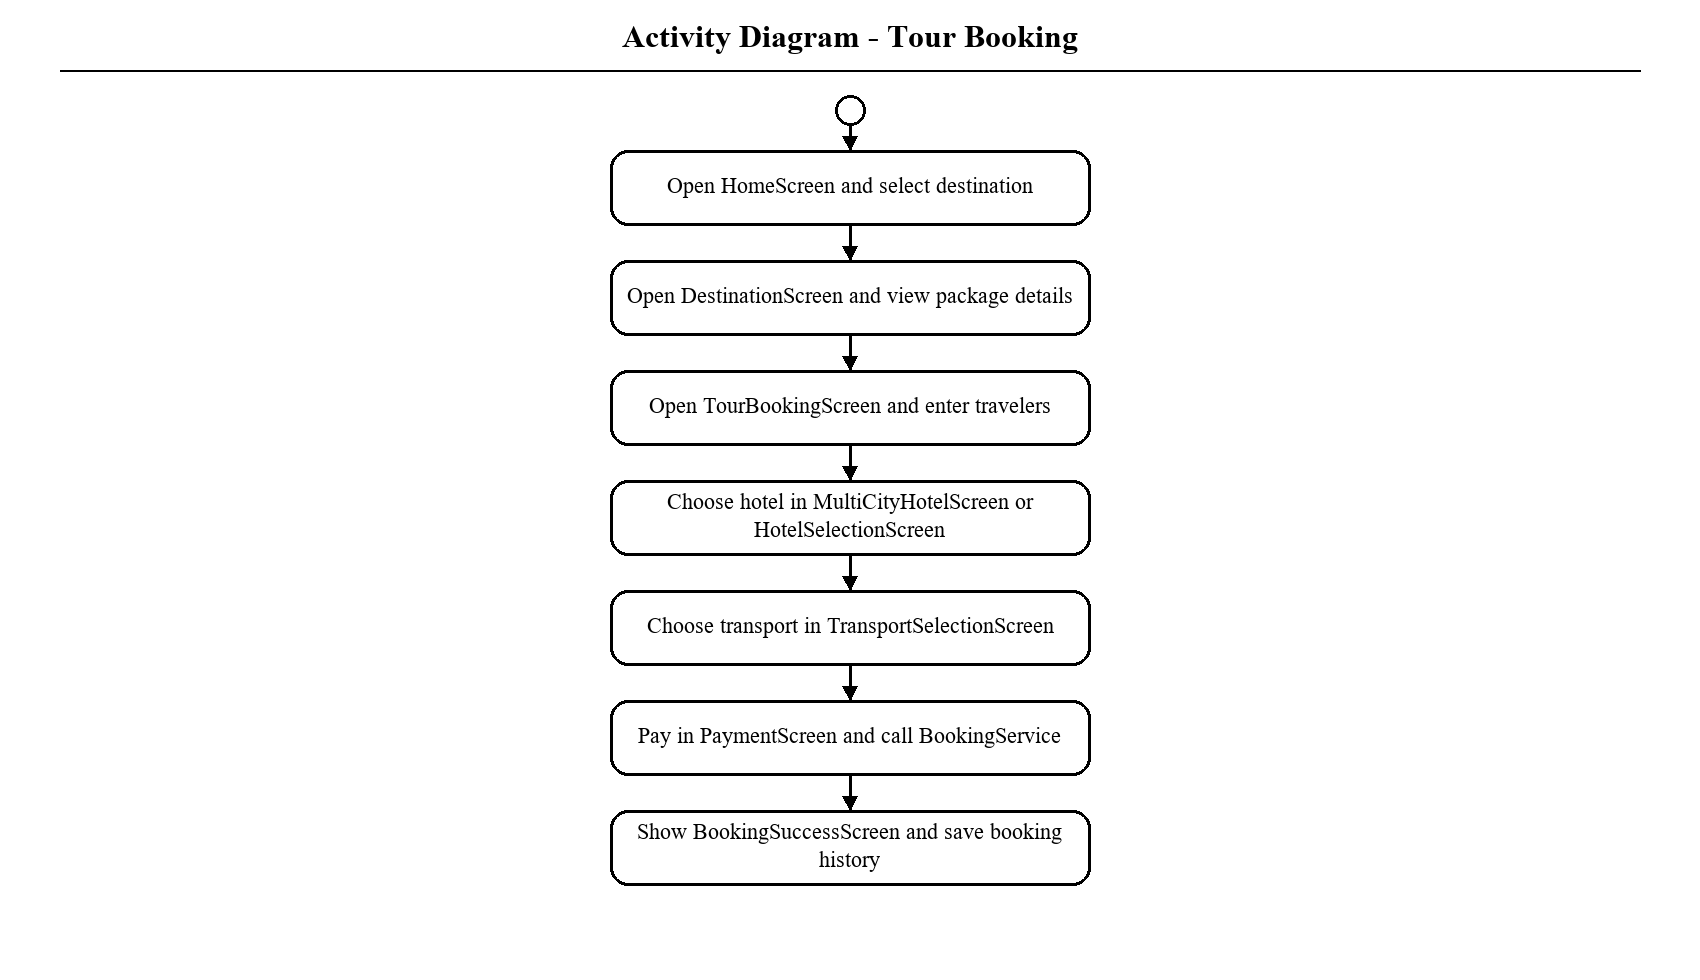 Activity Diagram - Tour Booking
Open HomeScreen and select destination
Open DestinationScreen and view package details
Open TourBookingScreen and enter travelers
Choose hotel in MultiCityHotelScreen or
HotelSelectionScreen
Choose transport in TransportSelectionScreen
Pay in PaymentScreen and call BookingService
Show BookingSuccessScreen and save booking
history